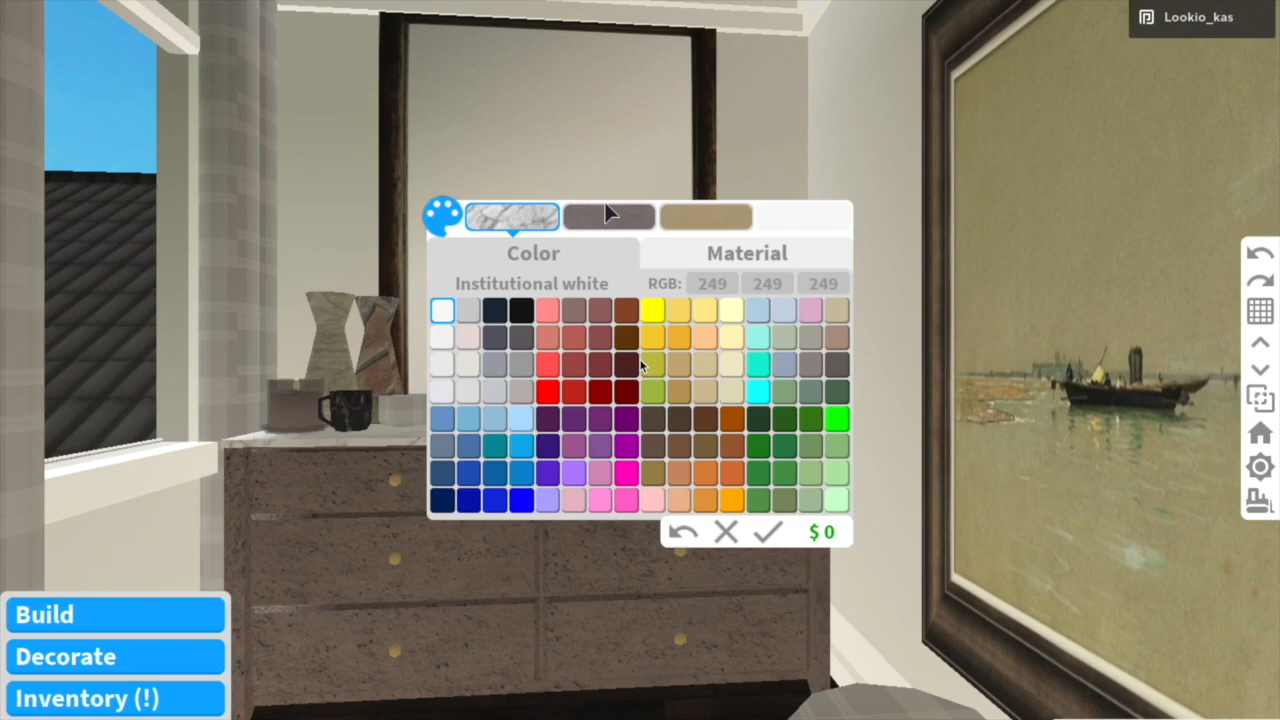 Lookio_kas
Color
Material
Institutional white
RGB: 249 249 249
$ 0
Build
Decorate
Inventory (!)